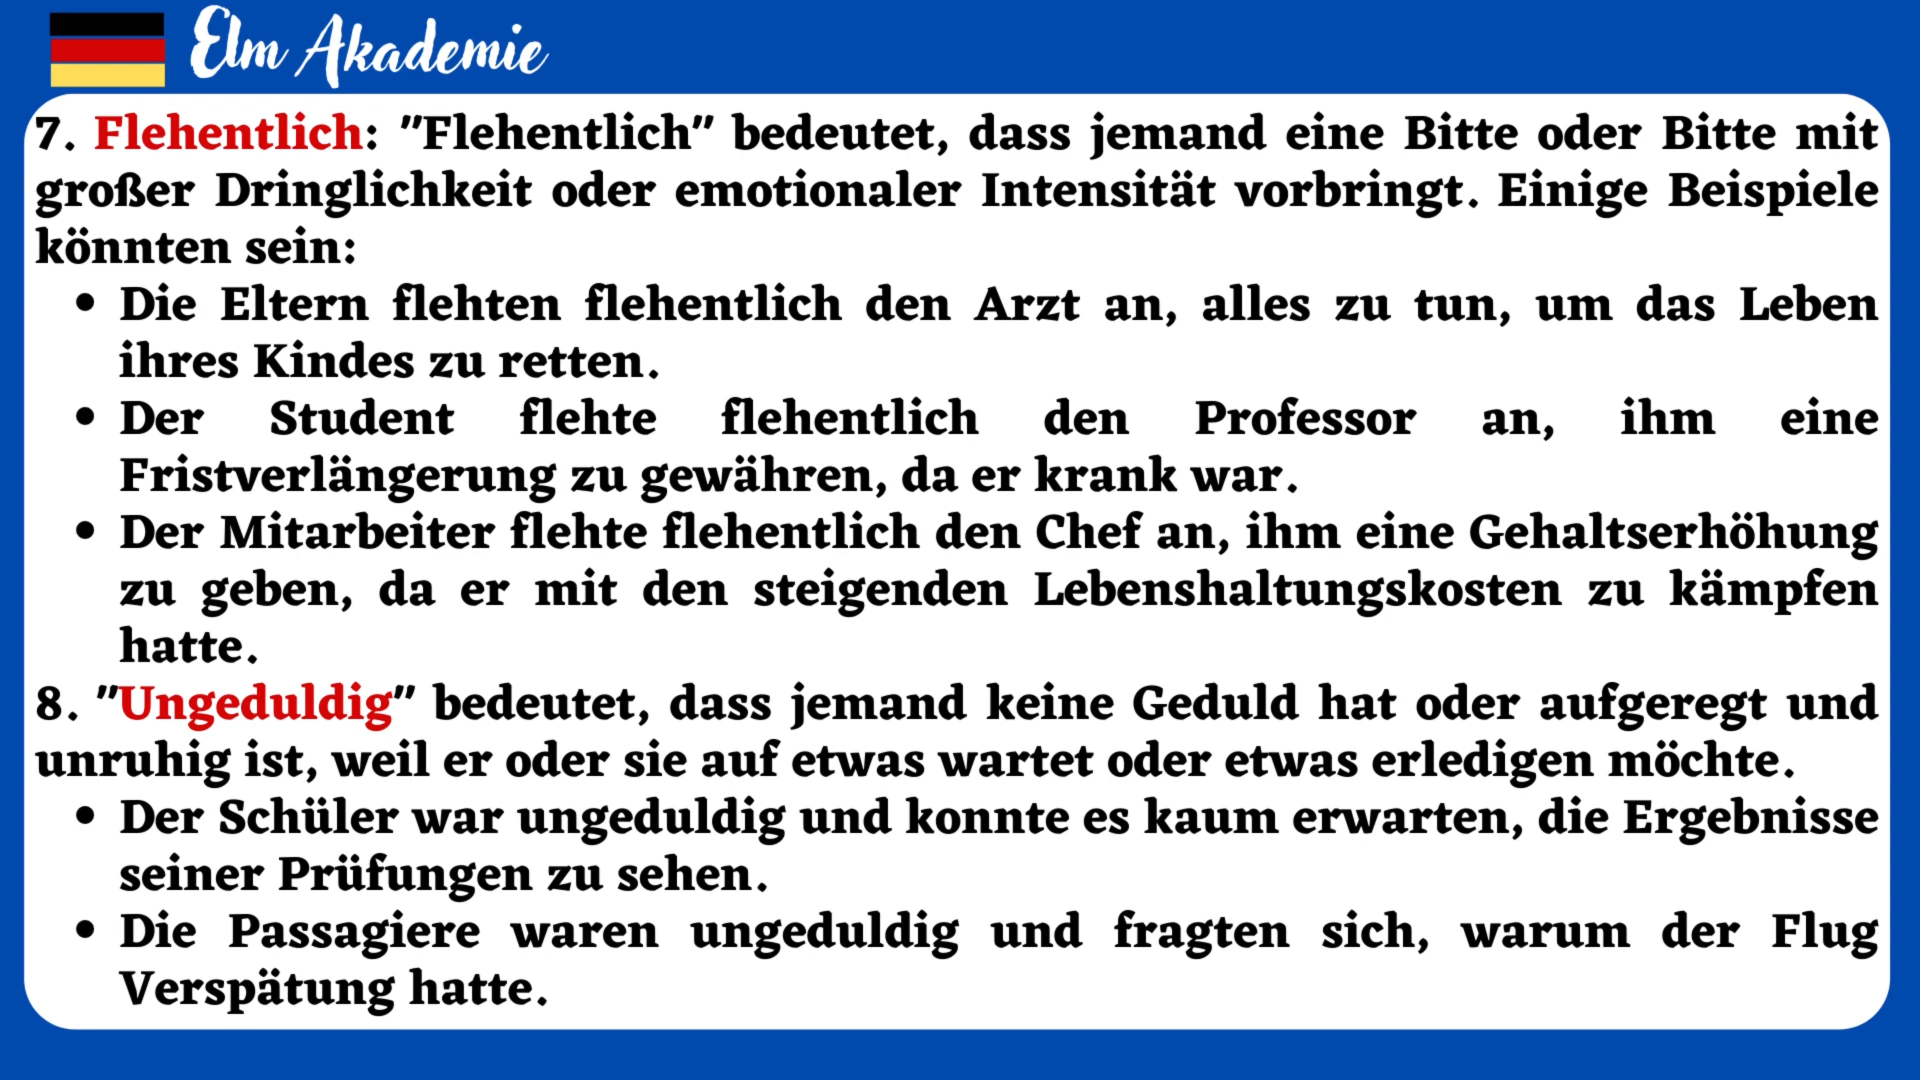 Elm Akademie
7. Flehentlich: "Flehentlich" bedeutet, dass jemand eine Bitte oder Bitte mit
großer Dringlichkeit oder emotionaler Intensität vorbringt. Einige Beispiele
könnten sein:
• Die Eltern flehten flehentlich den Arzt an, alles zu tun, um das Leben
ihres Kindes zu retten.
• Der Student flehte flehentlich den Professor an, ihm eine
Fristverlängerung zu gewähren, da er krank war.
• Der Mitarbeiter flehte flehentlich den Chef an, ihm eine Gehaltserhöhung
zu geben, da er mit den steigenden Lebenshaltungskosten zu kämpfen
hatte.
8. "Ungeduldig" bedeutet, dass jemand keine Geduld hat oder aufgeregt und
unruhig ist, weil er oder sie auf etwas wartet oder etwas erledigen möchte.
• Der Schüler war ungeduldig und konnte es kaum erwarten, die Ergebnisse
seiner Prüfungen zu sehen.
• Die Passagiere waren ungeduldig und fragten sich, warum der Flug
Verspätung hatte.